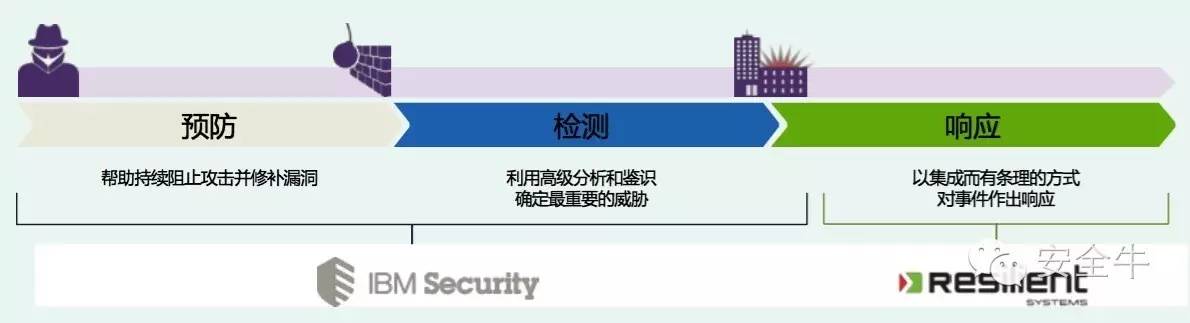 预防
检测
响应
帮助持续阻止攻击并修补漏洞
利用高级分析和鉴识
确定最重要的威胁
以集成而有条理的方式
对事件作出响应
IBM Security
Resilient
SYSTEMS
安全牛